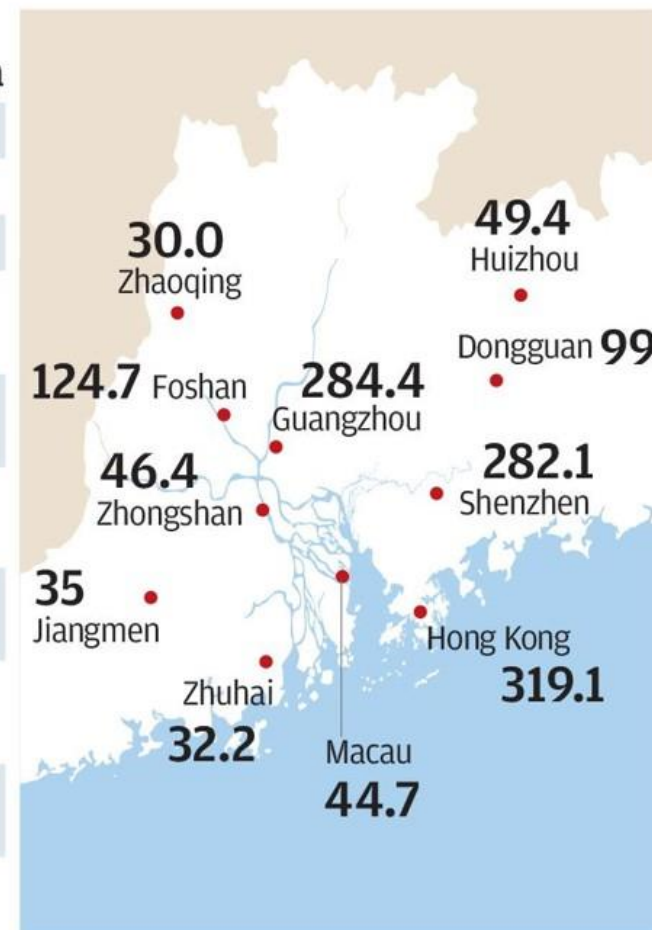 49.4
Huizhou
30.0
Zhaoqing
Dongguan 99
124.7 Foshan
284.4
Guangzhou
46.4
Zhongshan
282.1
Shenzhen
35
Jiangmen
Hong Kong
319.1
Zhuhai
32.2
Macau
44.7